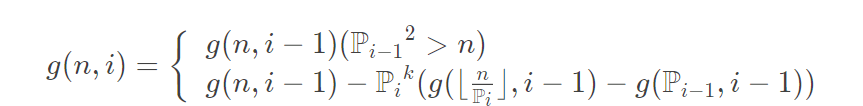 g(n, i) = { g(n, i − 1)(ℙ_{i−1}² > n)
g(n, i − 1) − ℙ_i^k(g(⌊n/ℙ_i⌋, i − 1) − g(ℙ_{i−1}, i − 1))